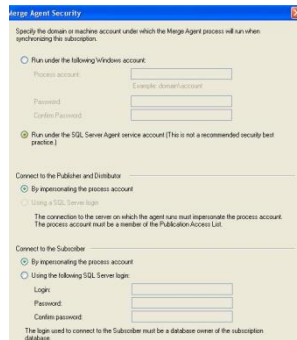 Merge Agent Security
Specify the domain or machine account under which the Merge Agent process will run when
synchronizing this subscription.
Run under the following Windows account:
Process account:
Example: domain\account
Password:
Confirm Password:
Run under the SQL Server Agent service account (This is not a recommended security best
practice.)
Connect to the Publisher and Distributor
By impersonating the process account
Using a SQL Server login
The connection to the server on which the agent runs must impersonate the process account.
The process account must be a member of the Publication Access List.
Connect to the Subscriber
By impersonating the process account
Using the following SQL Server login:
Login:
Password:
Confirm password:
The login used to connect to the Subscriber must be a database owner of the subscription
database.